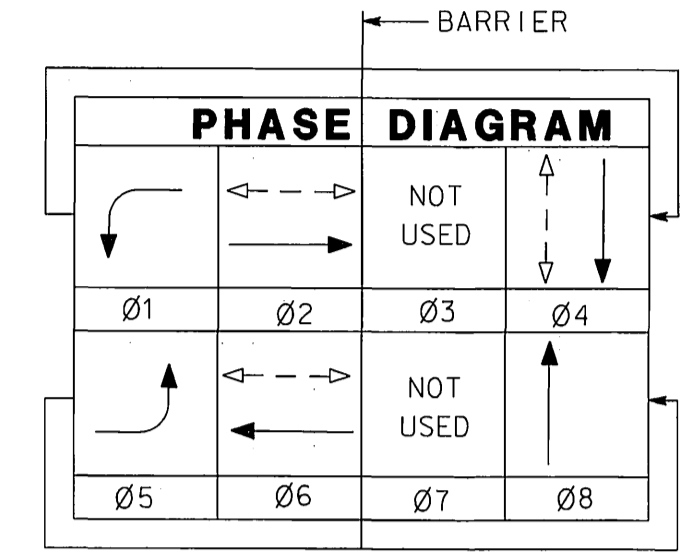 BARRIER
PHASE DIAGRAM
NOT
USED
Ø1 Ø2 Ø3 Ø4
NOT
USED
Ø5 Ø6 Ø7 Ø8